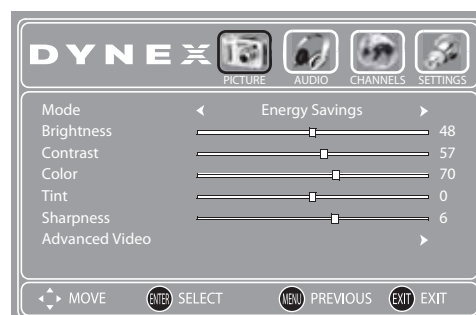 DYNEX
PICTURE AUDIO CHANNELS SETTINGS
Mode Energy Savings
Brightness 48
Contrast 57
Color 70
Tint 0
Sharpness 6
Advanced Video
MOVE ENTER SELECT MENU PREVIOUS EXIT EXIT